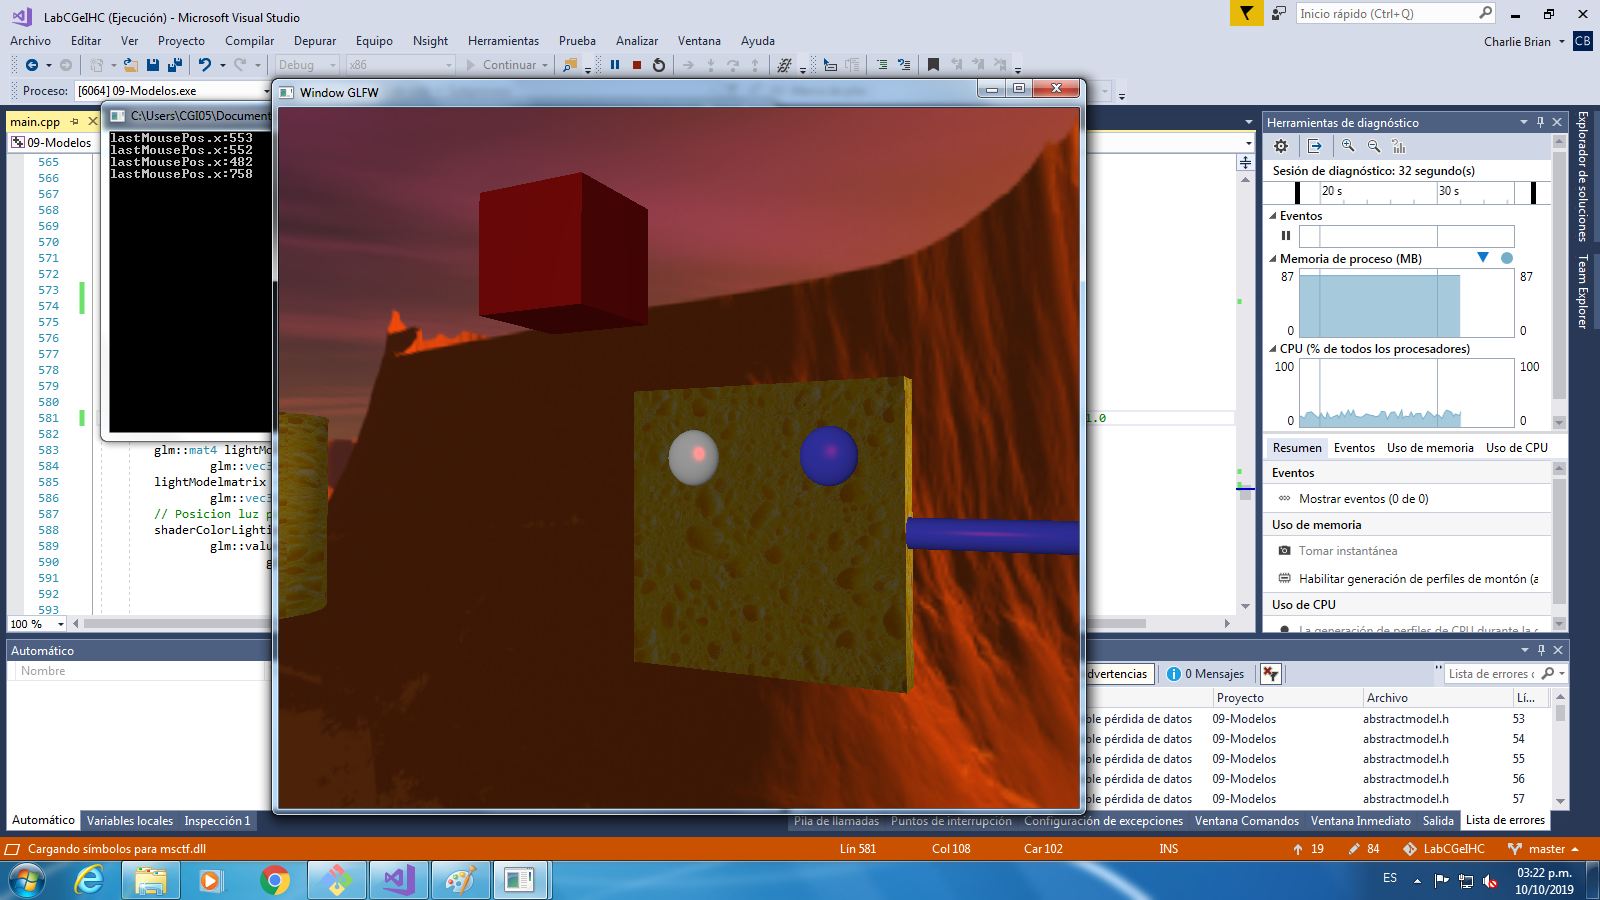 LabCGeIHC (Ejecución) - Microsoft Visual Studio
Inicio rápido (Ctrl+Q)
Archivo Editar Ver Proyecto Compilar Depurar Equipo Nsight Herramientas Prueba Analizar Ventana Ayuda
Charlie Brian CB
Debug x86 Continuar
Proceso: [6064] 09-Modelos.exe
Window GLFW
main.cpp
C:\Users\CGI05\Document
09-Modelos
lastMousePos.x:553
lastMousePos.x:552
lastMousePos.x:482
lastMousePos.x:758
565
566
567
568
569
570
571
572
573
574
575
576
577
578
579
580
581 1.0
582
583 glm::mat4 lightMo
584 glm::vec3
585 lightModelmatrix
586 glm::vec3
587 // Posicion luz p
588 shaderColorLighti
589 glm::valu
590 g
591
592
593
100 %
Herramientas de diagnóstico
Sesión de diagnóstico: 32 segundo(s)
20 s 30 s
Eventos
Memoria de proceso (MB)
87 87
0 0
CPU (% de todos los procesadores)
100 100
0 0
Resumen Eventos Uso de memoria Uso de CPU
Eventos
Mostrar eventos (0 de 0)
Uso de memoria
Tomar instantánea
Habilitar generación de perfiles de montón (a
Uso de CPU
La generación de perfiles de CPU durante la
Explorador de soluciones
Team Explorer
Automático
Nombre
Automático Variables locales Inspección 1
dvertencias 0 Mensajes Lista de errores
Proyecto Archivo Lí...
ble pérdida de datos 09-Modelos abstractmodel.h 53
ble pérdida de datos 09-Modelos abstractmodel.h 54
ble pérdida de datos 09-Modelos abstractmodel.h 55
ble pérdida de datos 09-Modelos abstractmodel.h 56
ble pérdida de datos 09-Modelos abstractmodel.h 57
Pila de llamadas Puntos de interrupción Configuración de excepciones Ventana Comandos Ventana Inmediato Salida Lista de errores
Cargando símbolos para msctf.dll
Lín 581 Col 108 Car 102 INS 19 84 LabCGeIHC master
ES
03:22 p.m.
10/10/2019